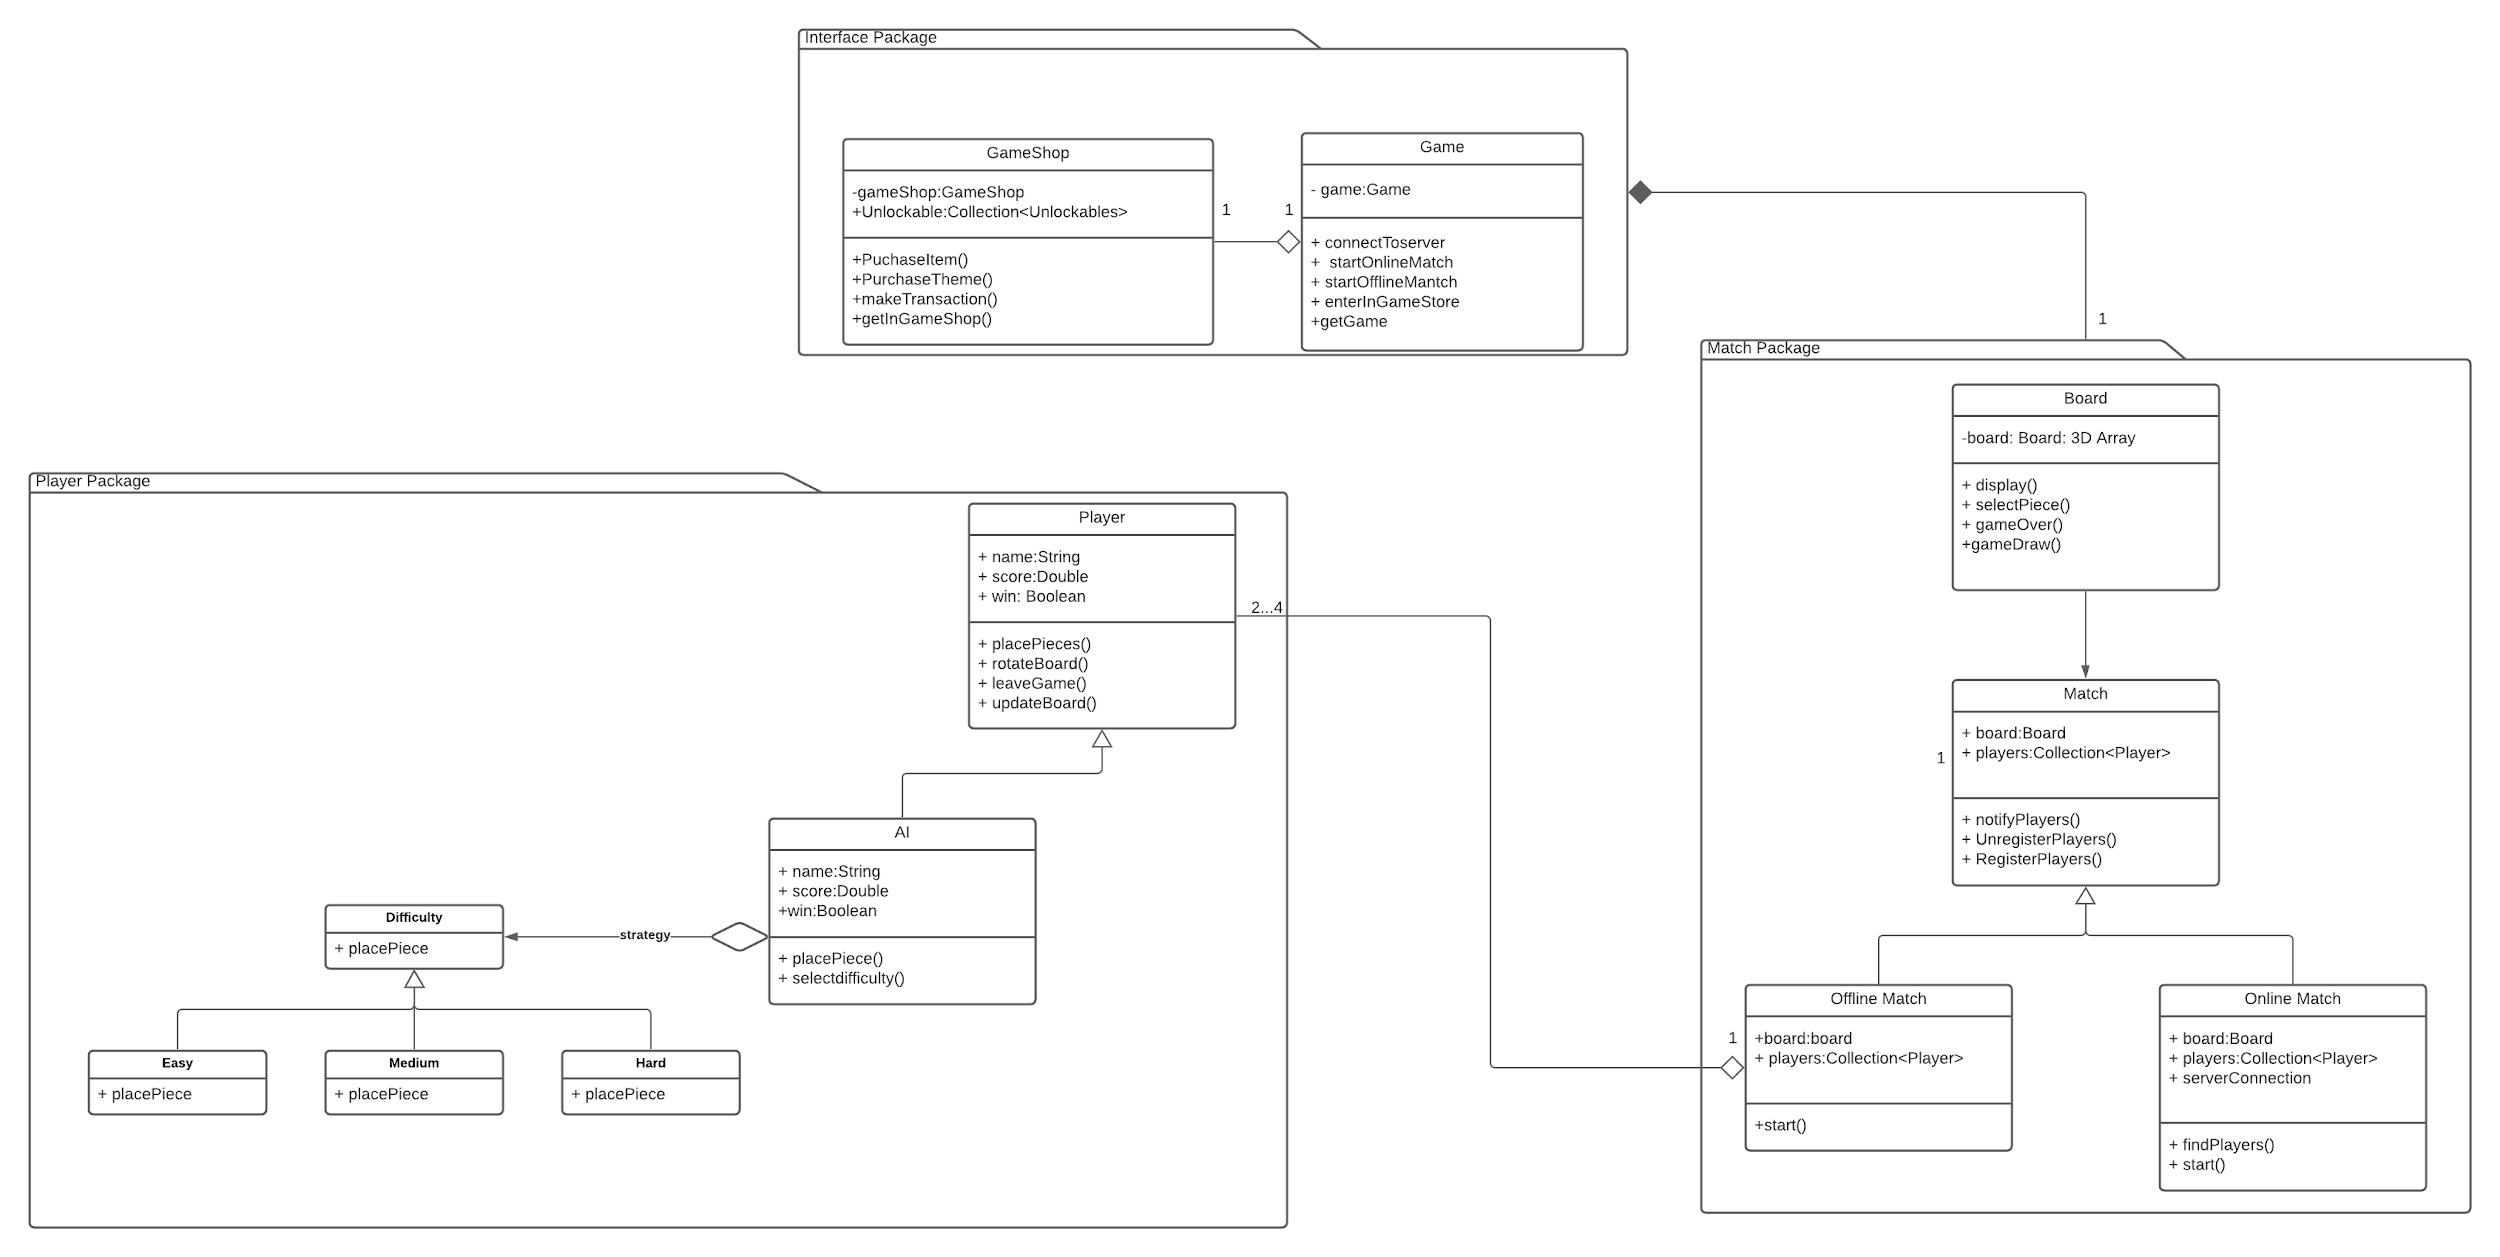 Interface Package
GameShop
-gameShop:GameShop
+Unlockable:Collection<Unlockables>
+PuchaseItem()
+PurchaseTheme()
+makeTransaction()
+getInGameShop()
1
1
Game
- game:Game
+ connectToserver
+  startOnlineMatch
+ startOfflineMantch
+ enterInGameStore
+getGame
1
Match Package
Board
-board: Board: 3D Array
+ display()
+ selectPiece()
+ gameOver()
+gameDraw()
Match
1
+ board:Board
+ players:Collection<Player>
+ notifyPlayers()
+ UnregisterPlayers()
+ RegisterPlayers()
Offline Match
1
+board:board
+ players:Collection<Player>
+start()
Online Match
+ board:Board
+ players:Collection<Player>
+ serverConnection
+ findPlayers()
+ start()
Player Package
Player
+ name:String
+ score:Double
+ win: Boolean
2...4
+ placePieces()
+ rotateBoard()
+ leaveGame()
+ updateBoard()
AI
+ name:String
+ score:Double
+win:Boolean
+ placePiece()
+ selectdifficulty()
strategy
Difficulty
+ placePiece
Easy
+ placePiece
Medium
+ placePiece
Hard
+ placePiece